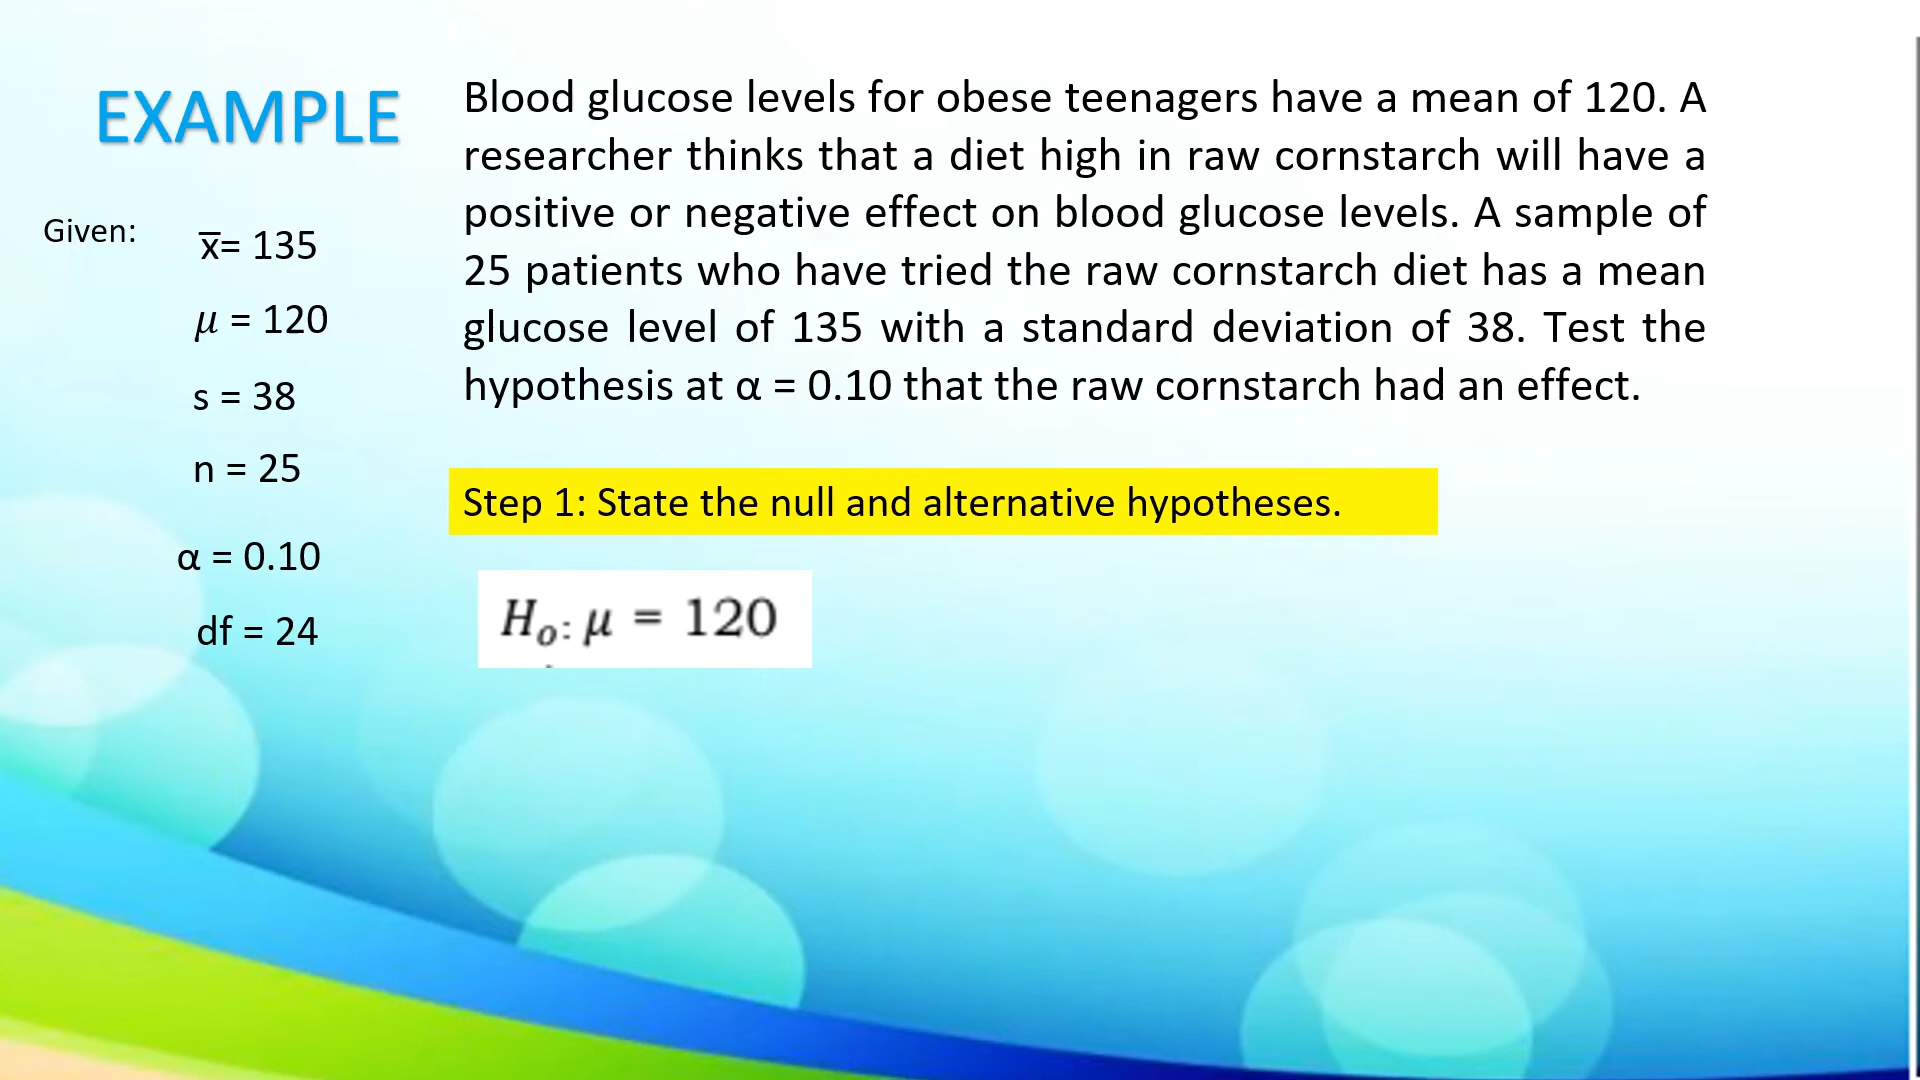 EXAMPLE
Blood glucose levels for obese teenagers have a mean of 120. A
researcher thinks that a diet high in raw cornstarch will have a
positive or negative effect on blood glucose levels. A sample of
25 patients who have tried the raw cornstarch diet has a mean
glucose level of 135 with a standard deviation of 38. Test the
hypothesis at α = 0.10 that the raw cornstarch had an effect.
Given:
x̅= 135
μ = 120
s = 38
n = 25
α = 0.10
df = 24
Step 1: State the null and alternative hypotheses.
Hₒ: μ = 120